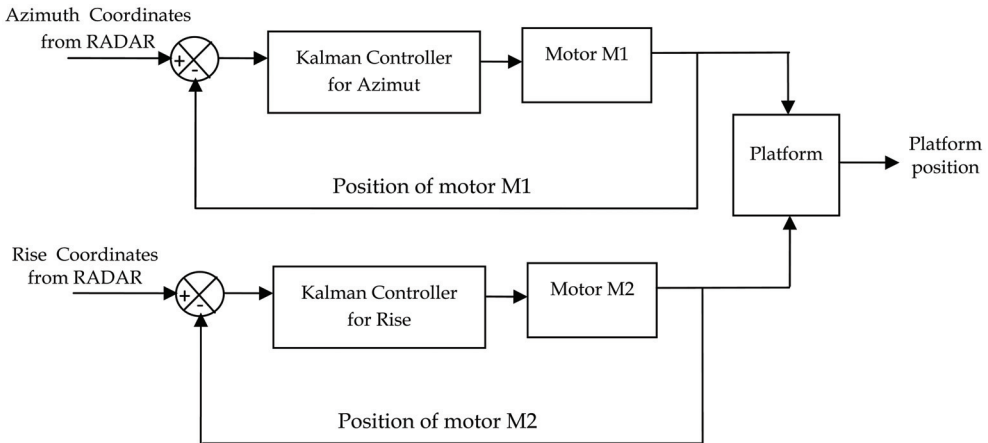 Azimuth Coordinates
from RADAR
+
-
Kalman Controller
for Azimut
Motor M1
Position of motor M1
Platform
Platform
position
Rise Coordinates
from RADAR
+
-
Kalman Controller
for Rise
Motor M2
Position of motor M2